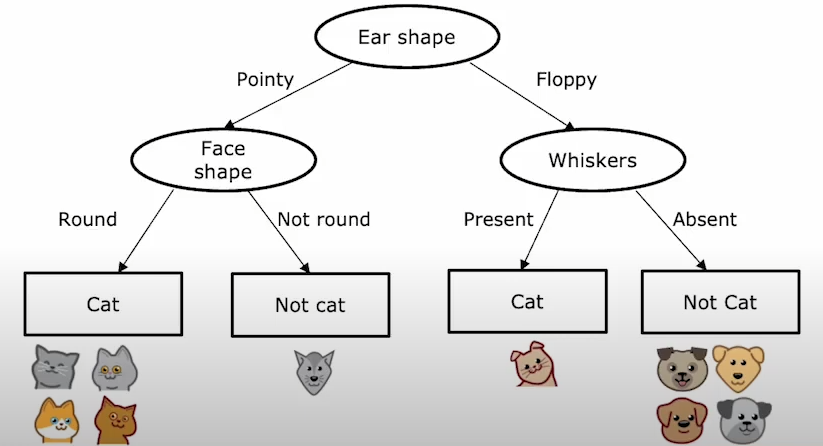 Ear shape
Pointy
Floppy
Face
shape
Whiskers
Round
Not round
Present
Absent
Cat
Not cat
Cat
Not Cat